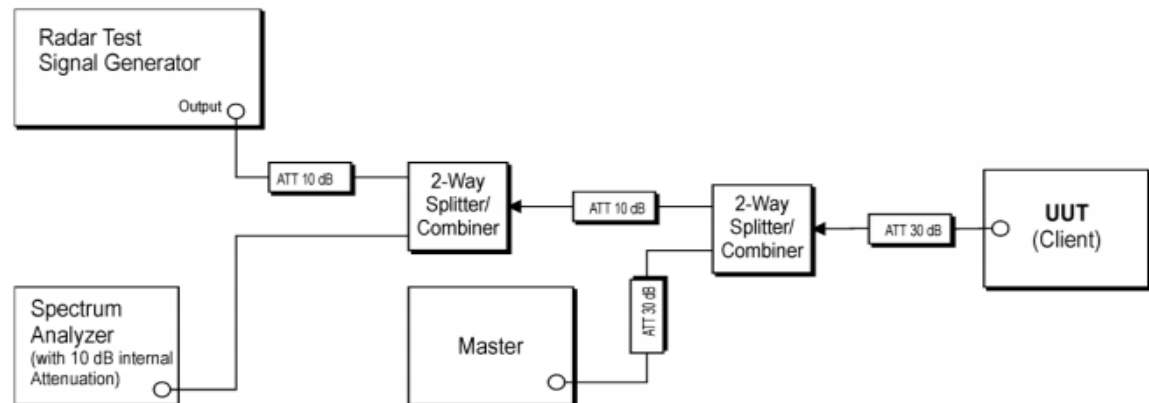 Radar Test
Signal Generator
Output
ATT 10 dB
2-Way
Splitter/
Combiner
ATT 10 dB
2-Way
Splitter/
Combiner
ATT 30 dB
UUT
(Client)
Spectrum
Analyzer
(with 10 dB internal
Attenuation)
Master
ATT 30 dB